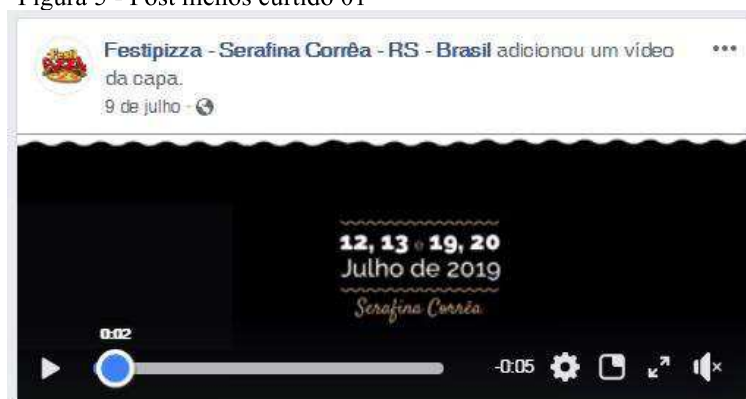 Figura 5 - Post menos curtido 01
Festipizza - Serafina Corrêa - RS - Brasil adicionou um vídeo
da capa.
9 de julho ·
12, 13 e 19, 20
Julho de 2019
Serafina Corrêa
0:02
-0:05